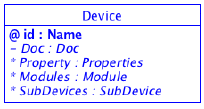 Device
@ id : Name
– Doc : Doc
* Property : Properties
* Modules : Module
* SubDevices : SubDevice